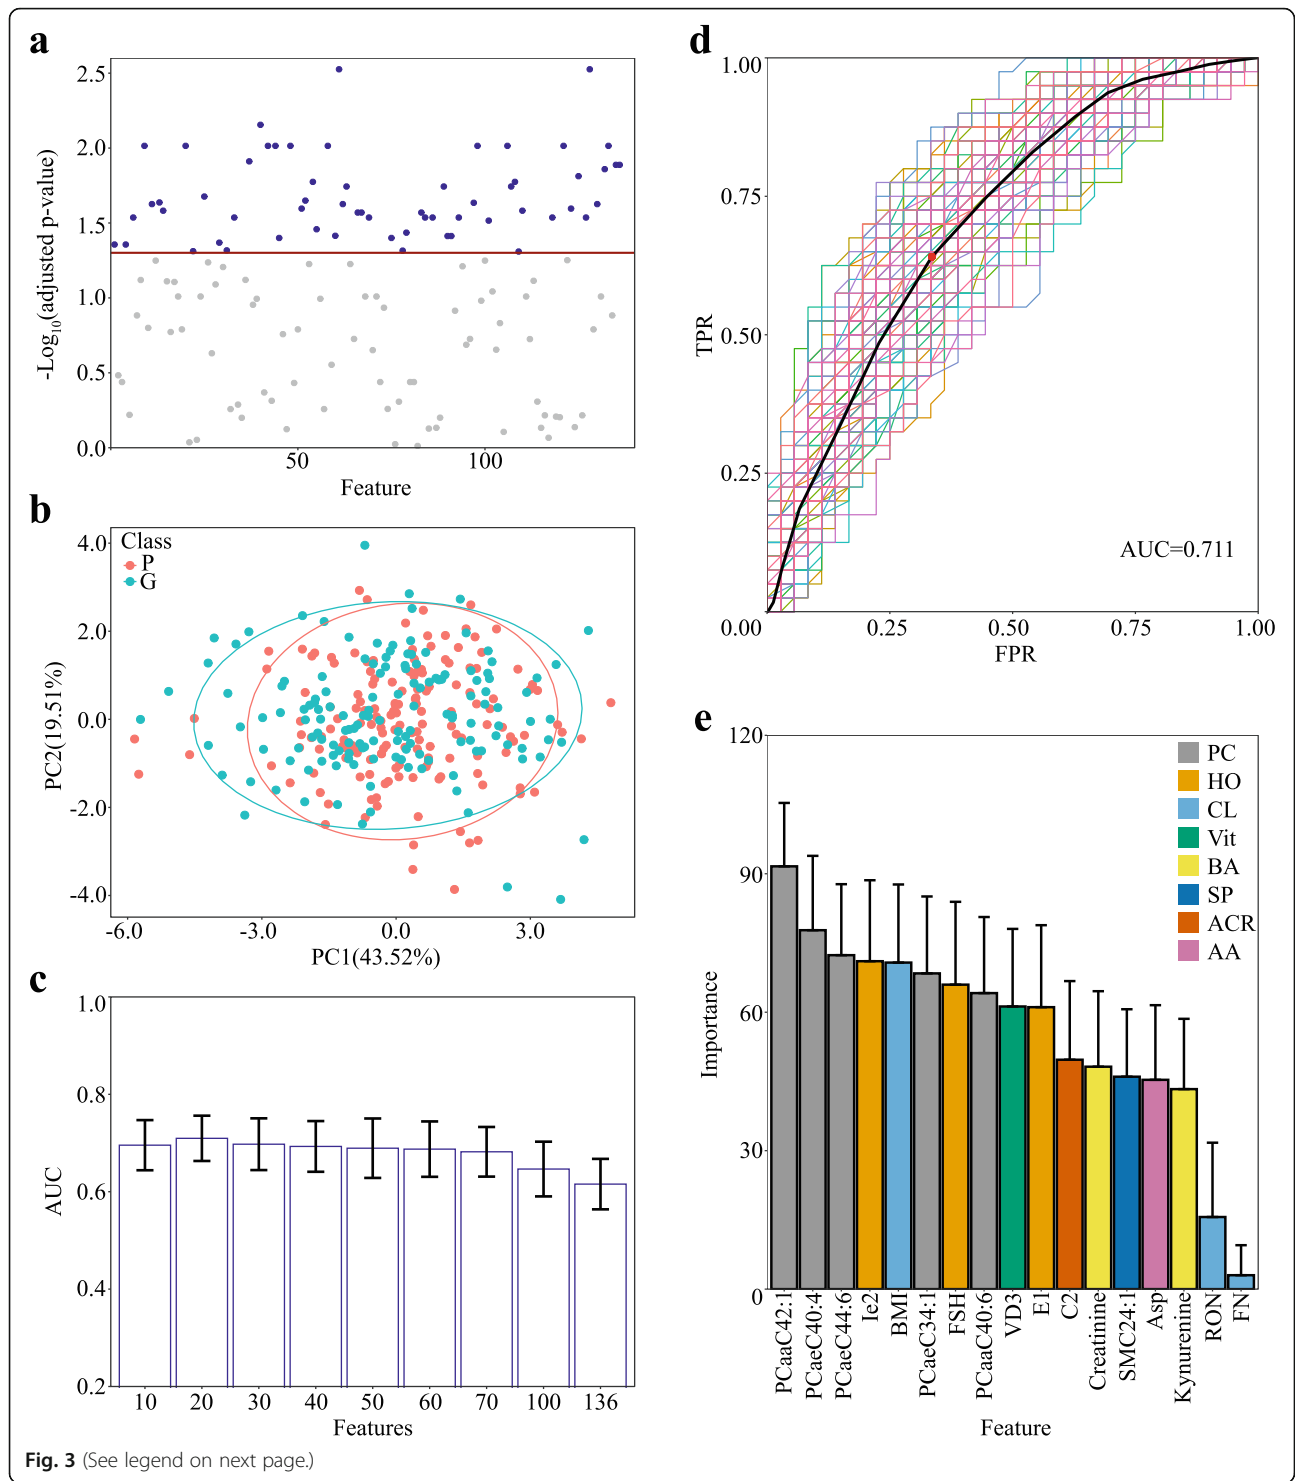 a
2.5
2.0
1.5
1.0
0.5
0.0
-Log10(adjusted p-value)
50
100
Feature
b
Class
P
G
4.0
2.0
0.0
-2.0
-4.0
PC2(19.51%)
-6.0
-3.0
0.0
3.0
PC1(43.52%)
c
1.0
0.8
0.6
0.4
0.2
AUC
10
20
30
40
50
60
70
100
136
Features
d
1.00
0.75
0.50
0.25
0.00
TPR
AUC=0.711
0.25
0.50
0.75
1.00
FPR
e
120
90
60
30
0
Importance
PC
HO
CL
Vit
BA
SP
ACR
AA
PCaaC42:1
PCaeC40:4
PCaeC44:6
Ie2
BMI
PCaeC34:1
FSH
PCaaC40:6
VD3
E1
C2
Creatinine
SMC24:1
Asp
Kynurenine
RON
FN
Feature
Fig. 3 (See legend on next page.)